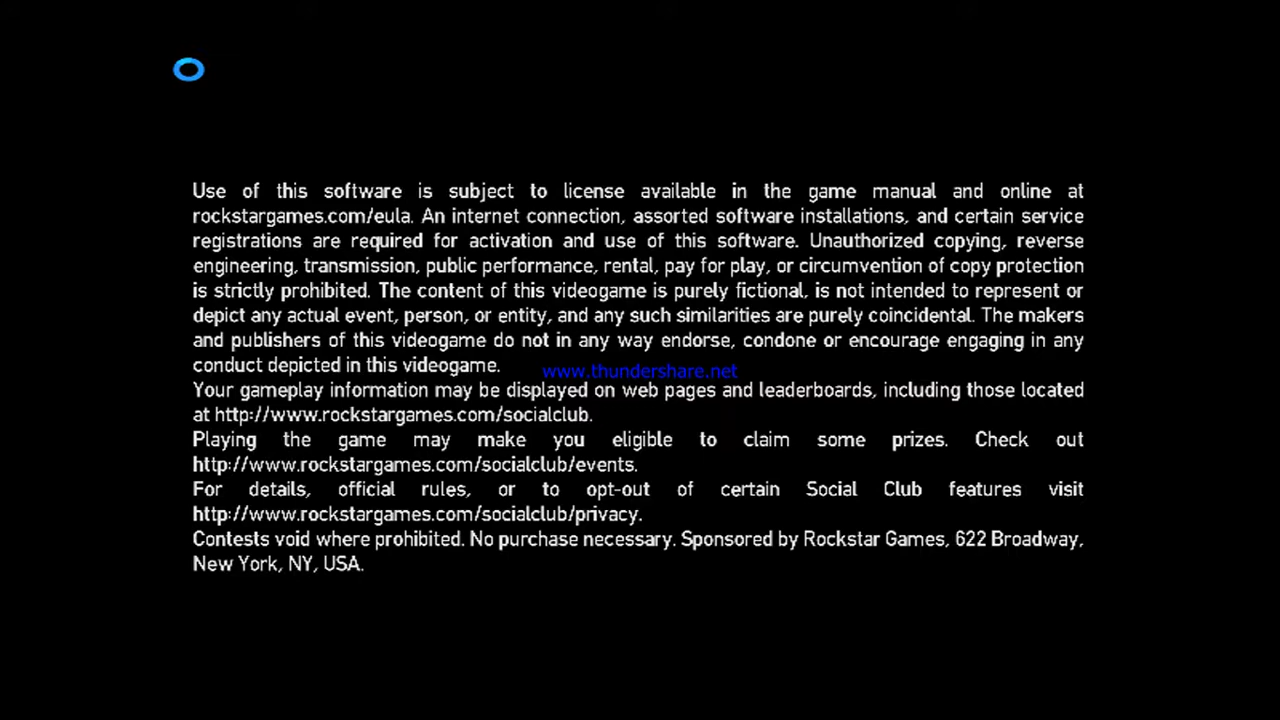 Use of this software is subject to license available in the game manual and online at
rockstargames.com/eula. An internet connection, assorted software installations, and certain service
registrations are required for activation and use of this software. Unauthorized copying, reverse
engineering, transmission, public performance, rental, pay for play, or circumvention of copy protection
is strictly prohibited. The content of this videogame is purely fictional, is not intended to represent or
depict any actual event, person, or entity, and any such similarities are purely coincidental. The makers
and publishers of this videogame do not in any way endorse, condone or encourage engaging in any
conduct depicted in this videogame.
www.thundershare.net
Your gameplay information may be displayed on web pages and leaderboards, including those located
at http://www.rockstargames.com/socialclub.
Playing the game may make you eligible to claim some prizes. Check out
http://www.rockstargames.com/socialclub/events.
For details, official rules, or to opt-out of certain Social Club features visit
http://www.rockstargames.com/socialclub/privacy.
Contests void where prohibited. No purchase necessary. Sponsored by Rockstar Games, 622 Broadway,
New York, NY, USA.